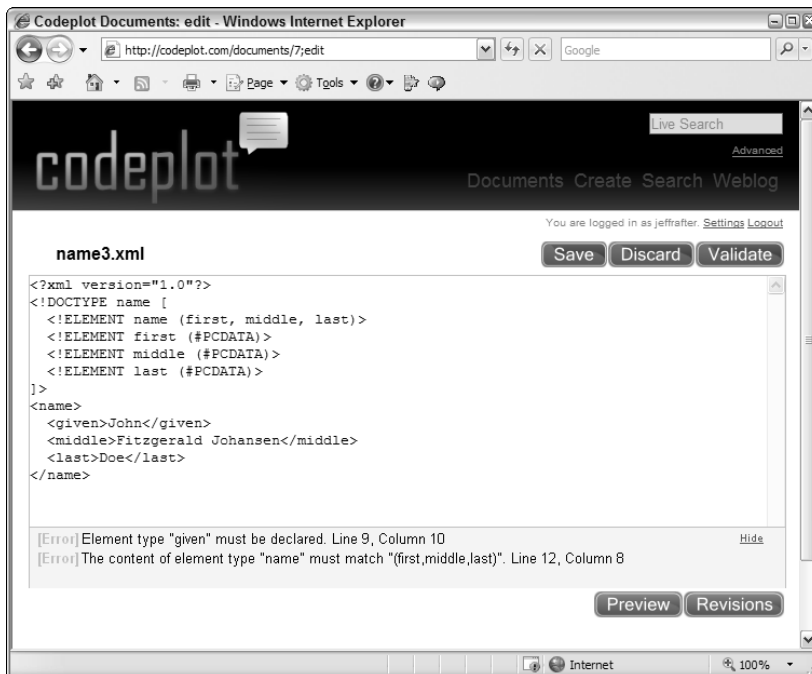 Codeplot Documents: edit - Windows Internet Explorer
http://codeplot.com/documents/7;edit
Google
Page
Tools
Live Search
Advanced
codeplot
Documents Create Search Weblog
You are logged in as jeffrafter. Settings Logout
name3.xml
Save Discard Validate
<?xml version="1.0"?>
<!DOCTYPE name [
  <!ELEMENT name (first, middle, last)>
  <!ELEMENT first (#PCDATA)>
  <!ELEMENT middle (#PCDATA)>
  <!ELEMENT last (#PCDATA)>
]>
<name>
  <given>John</given>
  <middle>Fitzgerald Johansen</middle>
  <last>Doe</last>
</name>
[Error] Element type "given" must be declared. Line 9, Column 10 Hide
[Error] The content of element type "name" must match "(first,middle,last)". Line 12, Column 8
Preview Revisions
Internet 100%